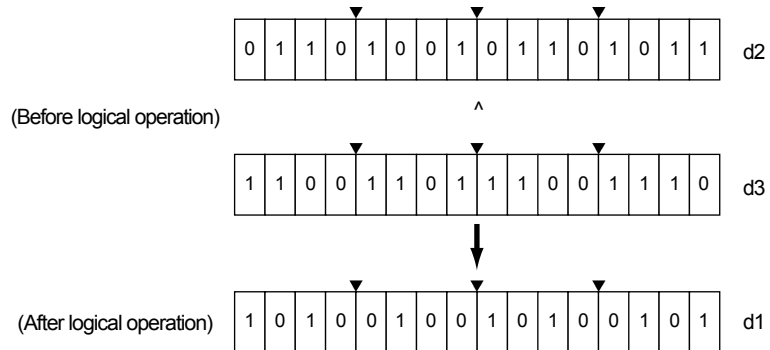 0 1 1 0 1 0 0 1 0 1 1 0 1 0 1 1 d2
(Before logical operation) ^
1 1 0 0 1 1 0 1 1 1 0 0 1 1 1 0 d3
(After logical operation) 1 0 1 0 0 1 0 0 1 0 1 0 0 1 0 1 d1